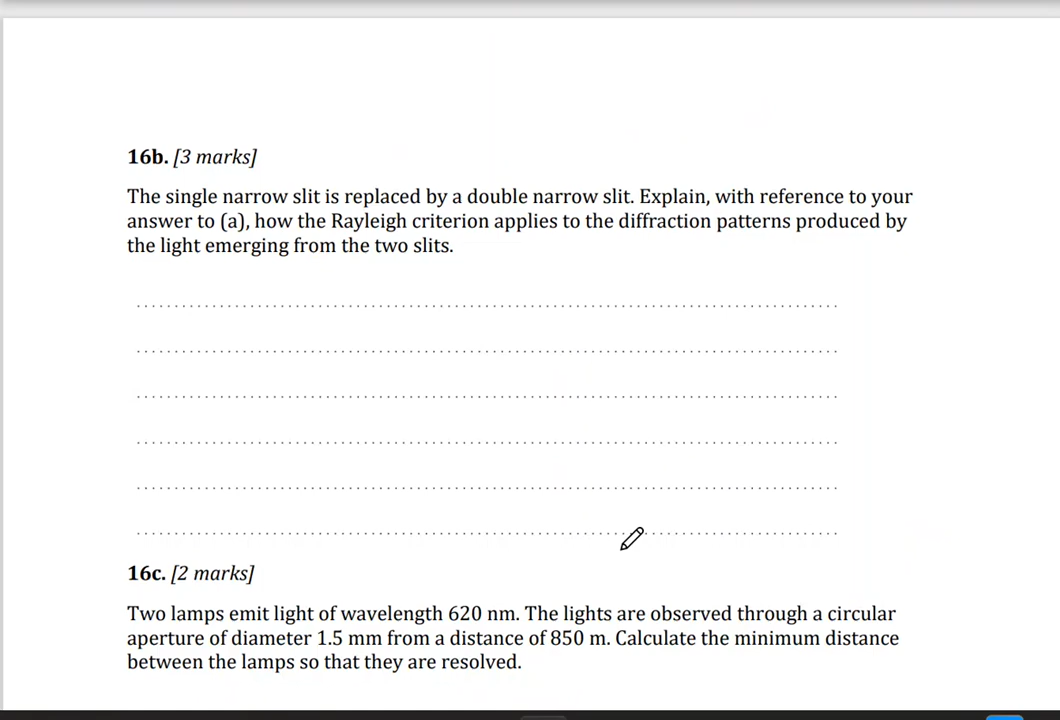 16b. [3 marks]
The single narrow slit is replaced by a double narrow slit. Explain, with reference to your
answer to (a), how the Rayleigh criterion applies to the diffraction patterns produced by
the light emerging from the two slits.
16c. [2 marks]
Two lamps emit light of wavelength 620 nm. The lights are observed through a circular
aperture of diameter 1.5 mm from a distance of 850 m. Calculate the minimum distance
between the lamps so that they are resolved.